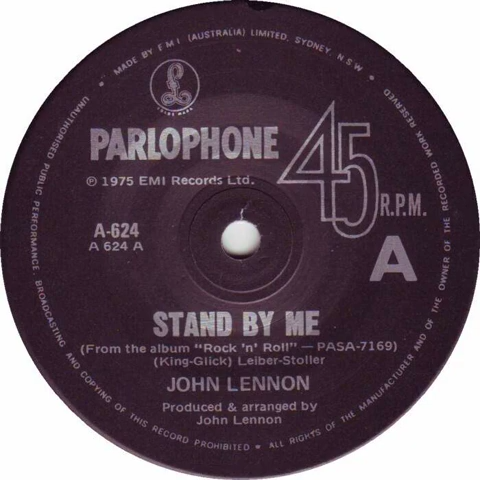 MADE BY E M I (AUSTRALIA) LIMITED, SYDNEY, N.S.W.
TRADE MARK
PARLOPHONE
45 R.P.M.
℗ 1975 EMI Records Ltd.
A-624
A 624 A
A
STAND BY ME
(From the album "Rock 'n' Roll" — PASA-7169)
(King-Glick) Leiber-Stoller
JOHN LENNON
Produced & arranged by
John Lennon
UNAUTHORISED PUBLIC PERFORMANCE, BROADCASTING AND COPYING OF THIS RECORD PROHIBITED • ALL RIGHTS OF THE MANUFACTURER AND OF THE OWNER OF THE RECORDED WORK RESERVED